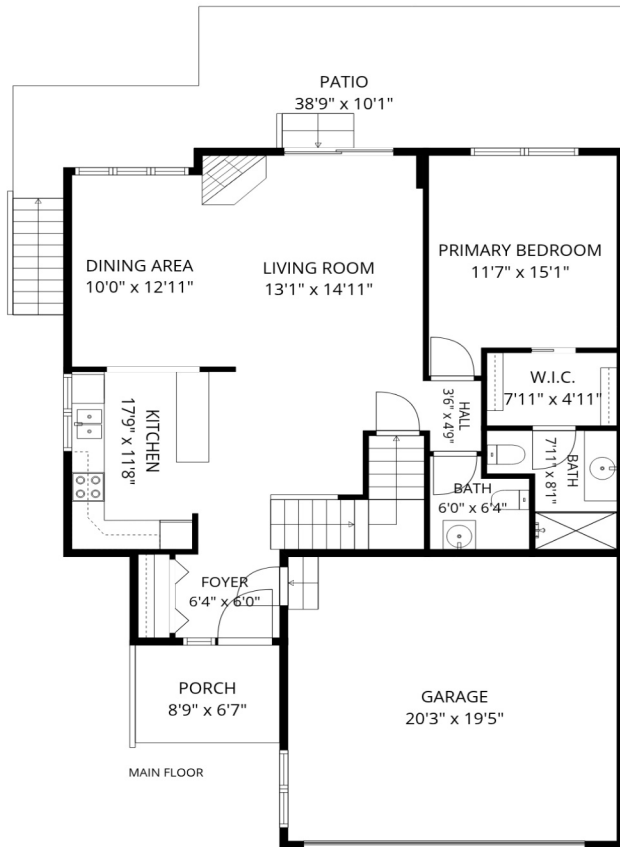 PATIO
38'9" x 10'1"
DINING AREA
10'0" x 12'11"
LIVING ROOM
13'1" x 14'11"
PRIMARY BEDROOM
11'7" x 15'1"
W.I.C.
7'11" x 4'11"
HALL
3'6" x 4'9"
KITCHEN
17'9" x 11'8"
BATH
7'11" x 8'1"
BATH
6'0" x 6'4"
FOYER
6'4" x 6'0"
PORCH
8'9" x 6'7"
GARAGE
20'3" x 19'5"
MAIN FLOOR